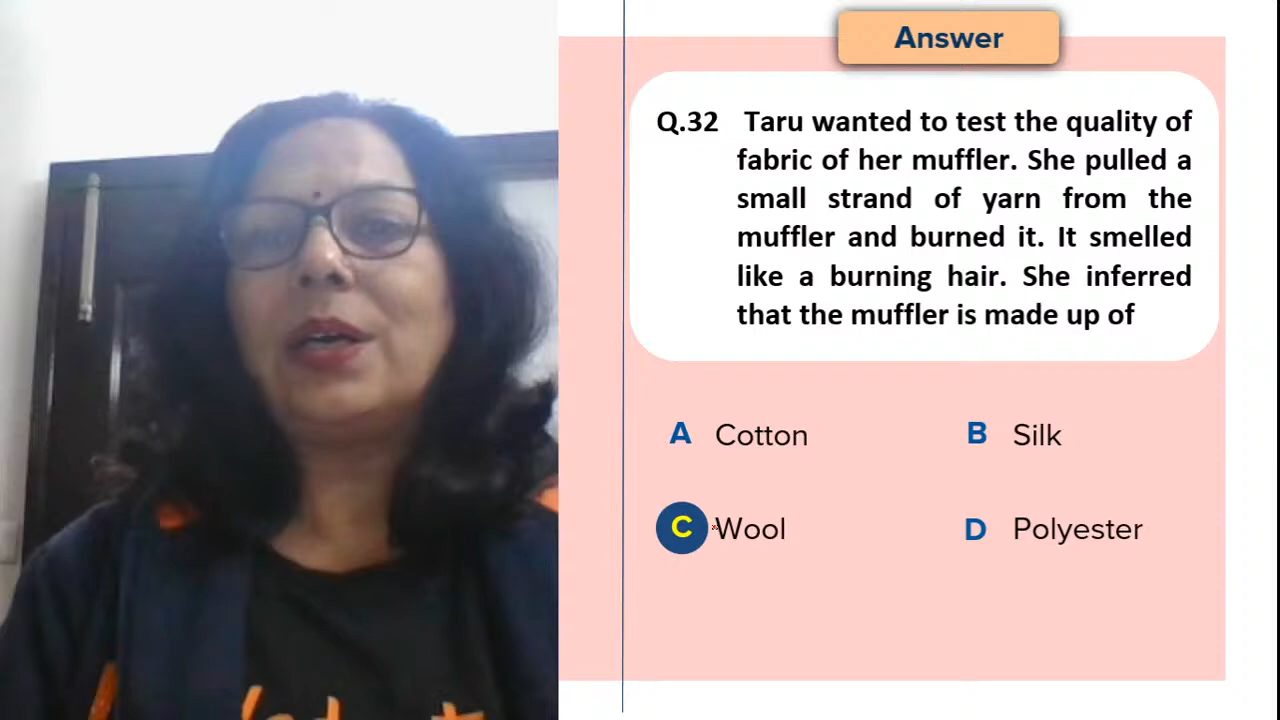 Answer
Q.32 Taru wanted to test the quality of
fabric of her muffler. She pulled a
small strand of yarn from the
muffler and burned it. It smelled
like a burning hair. She inferred
that the muffler is made up of
A Cotton
B Silk
C Wool
D Polyester